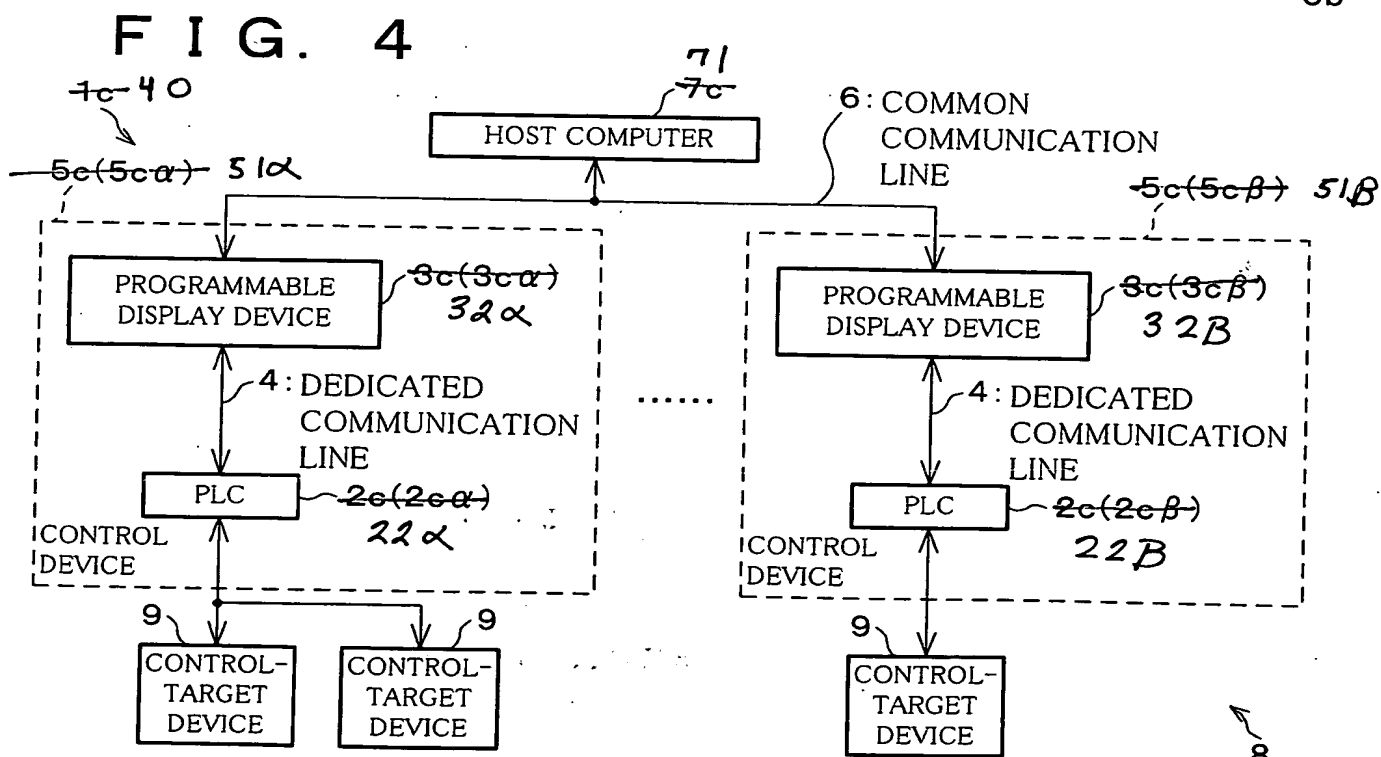 FIG. 4
1c 40
71
7c
HOST COMPUTER
6: COMMON
COMMUNICATION
LINE
5c(5cα) 51α
5c(5cβ) 51B
PROGRAMMABLE
DISPLAY DEVICE
3c(3cα)
32α
4: DEDICATED
COMMUNICATION
LINE
PLC
2c(2cα)
22α
CONTROL
DEVICE
......
PROGRAMMABLE
DISPLAY DEVICE
3c(3cβ)
32B
4: DEDICATED
COMMUNICATION
LINE
PLC
2c(2cβ)
22B
CONTROL
DEVICE
9
CONTROL-
TARGET
DEVICE
9
CONTROL-
TARGET
DEVICE
9
CONTROL-
TARGET
DEVICE